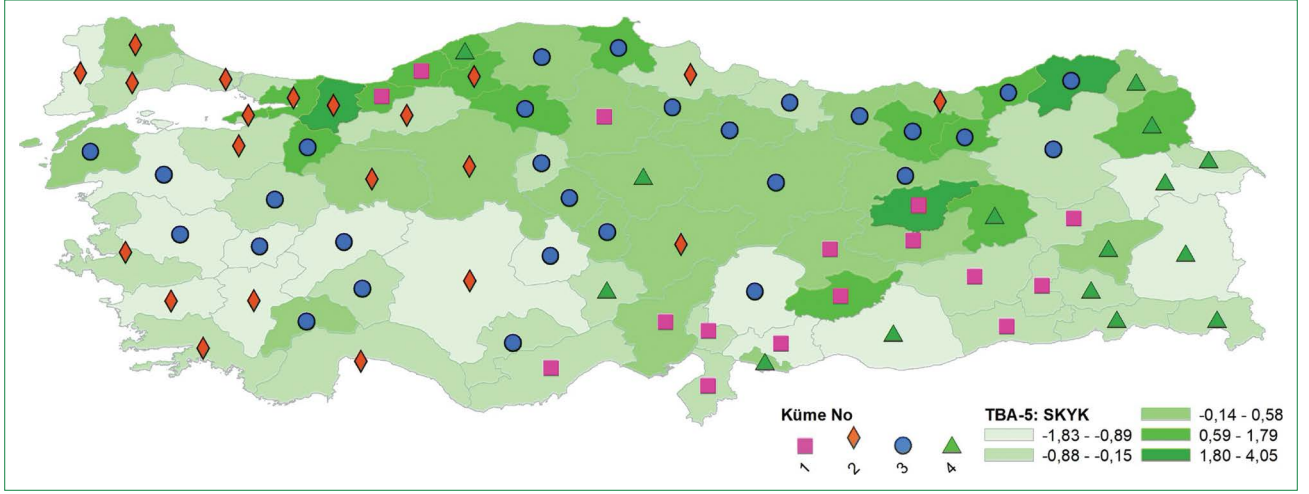 Küme No
1
2
3
4
TBA-5: SKYK
-1,83 - -0,89
-0,88 - -0,15
-0,14 - 0,58
0,59 - 1,79
1,80 - 4,05